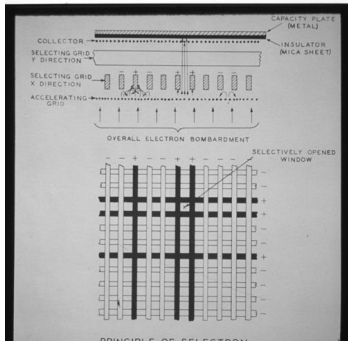 CAPACITY PLATE
(METAL)
COLLECTOR
INSULATOR
(MICA SHEET)
SELECTING GRID
Y DIRECTION
SELECTING GRID
X DIRECTION
ACCELERATING
GRID
OVERALL ELECTRON BOMBARDMENT
SELECTIVELY OPENED
WINDOW
PRINCIPLE OF SELECTRON